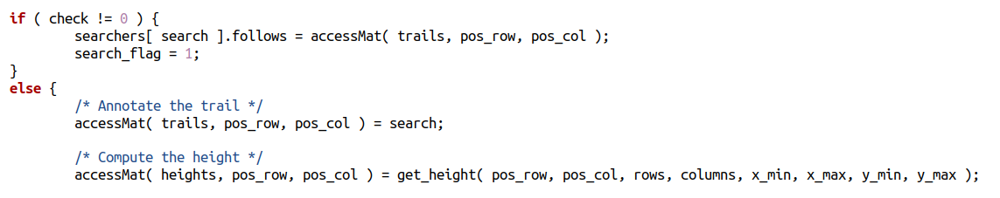 if ( check != 0 ) {
        searchers[ search ].follows = accessMat( trails, pos_row, pos_col );
        search_flag = 1;
}
else {
        /* Annotate the trail */
        accessMat( trails, pos_row, pos_col ) = search;

        /* Compute the height */
        accessMat( heights, pos_row, pos_col ) = get_height( pos_row, pos_col, rows, columns, x_min, x_max, y_min, y_max );